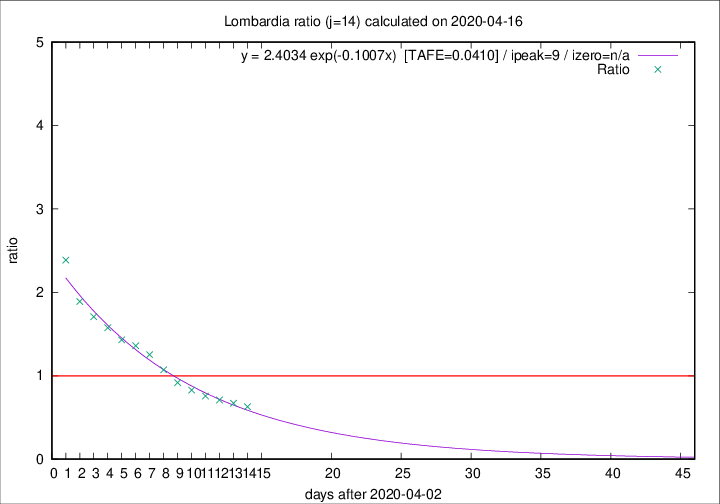 Lombardia ratio (j=14) calculated on 2020-04-16
y = 2.4034 exp(-0.1007x)  [TAFE=0.0410] / ipeak=9 / izero=n/a
Ratio
5
4
3
2
1
0
ratio
0 1 2 3 4 5 6 7 8 9 10 11 12 13 14 15 20 25 30 35 40 45
days after 2020-04-02